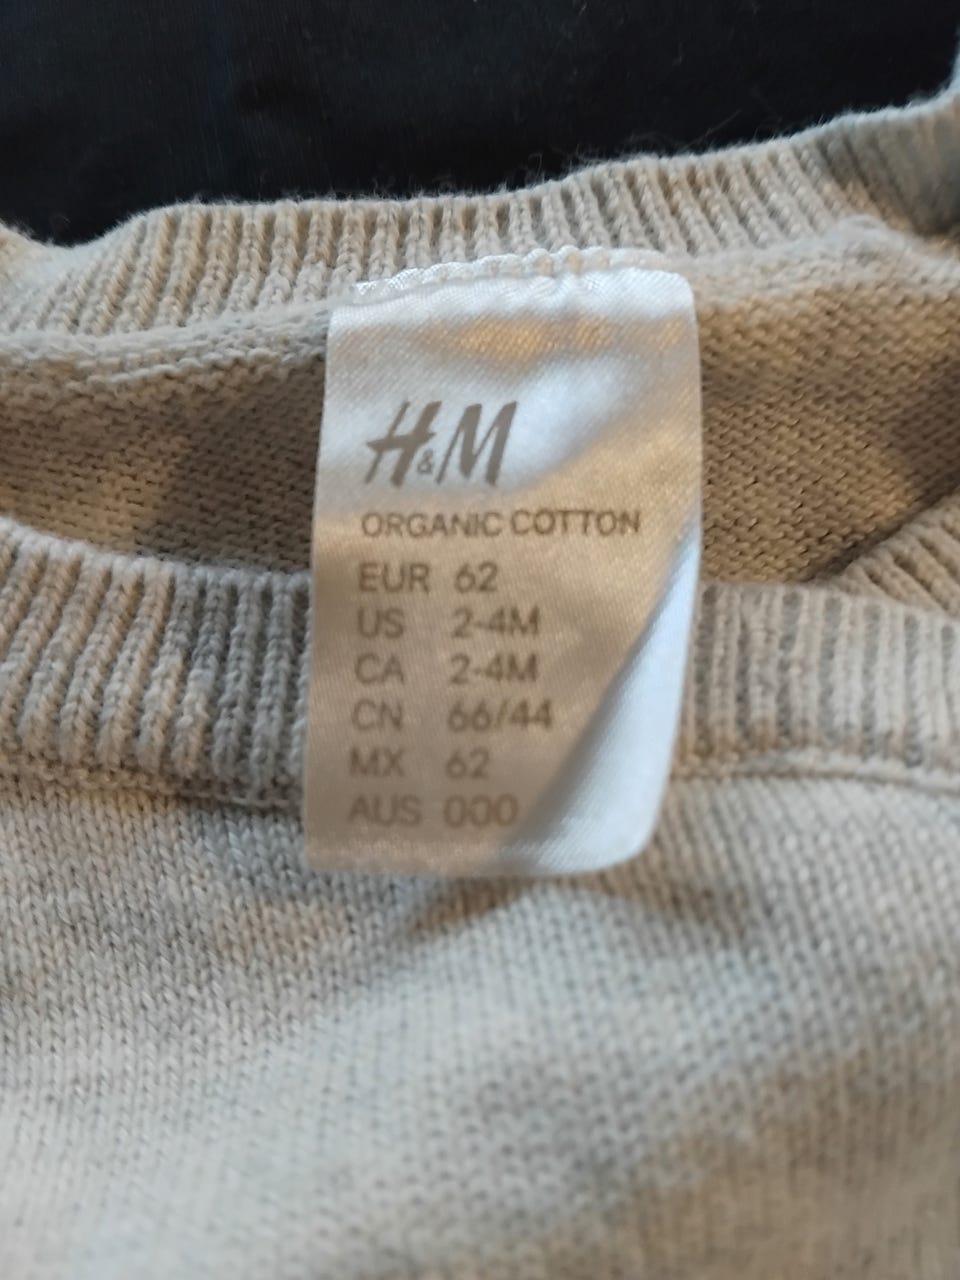 H&M
ORGANIC COTTON
EUR 62
US 2-4M
CA 2-4M
CN 66/44
MX 62
AUS 000